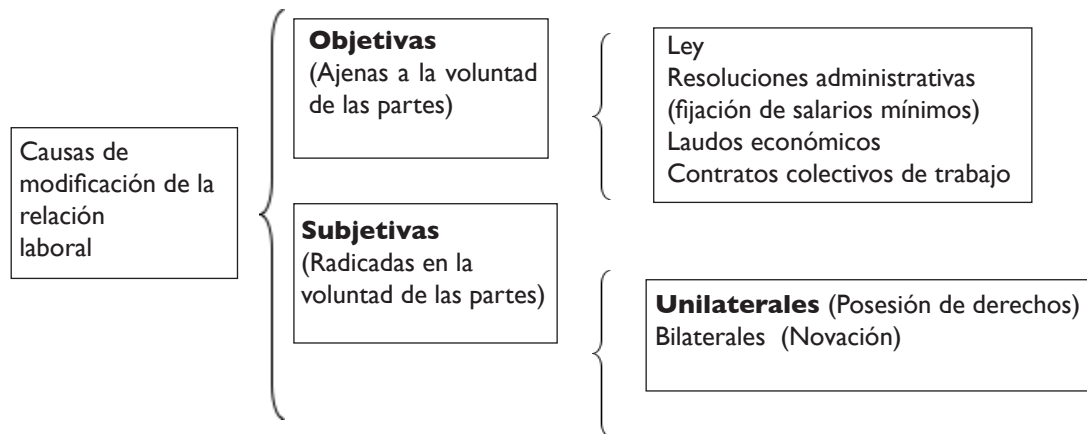 Causas de
modificación de la
relación
laboral
Objetivas
(Ajenas a la voluntad
de las partes)
Ley
Resoluciones administrativas
(fijación de salarios mínimos)
Laudos económicos
Contratos colectivos de trabajo
Subjetivas
(Radicadas en la
voluntad de las partes)
Unilaterales (Posesión de derechos)
Bilaterales (Novación)